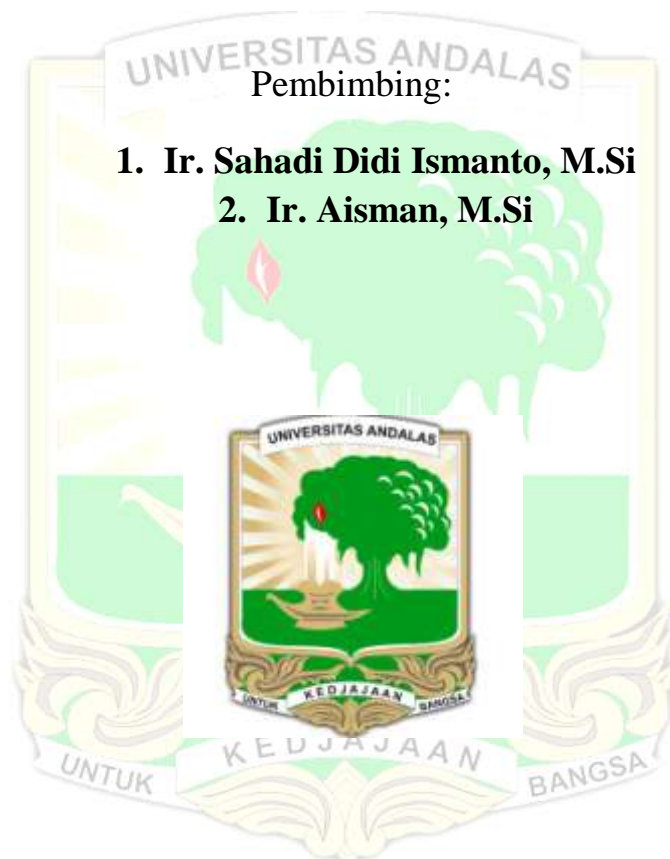 UNIVERSITAS ANDALAS
Pembimbing:
1. Ir. Sahadi Didi Ismanto, M.Si
2. Ir. Aisman, M.Si
UNIVERSITAS ANDALAS
UNTUK KEDJAJAAN BANGSA
UNTUK KEDJAJAAN BANGSA